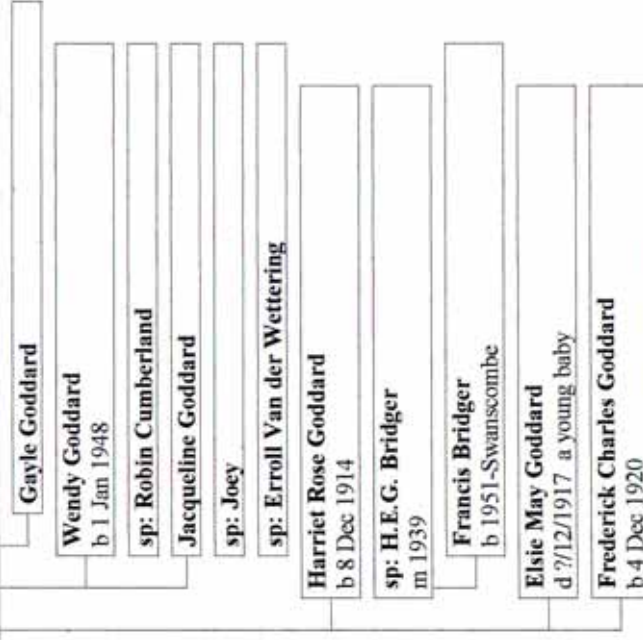 Gayle Goddard
Wendy Goddard
b 1 Jan 1948
sp: Robin Cumberland
Jacqueline Goddard
sp: Joey
sp: Erroll Van der Wettering
Harriet Rose Goddard
b 8 Dec 1914
sp: H.E.G. Bridger
m 1939
Francis Bridger
b 1951-Swanscombe
Elsie May Goddard
d ?/12/1917 a young baby
Frederick Charles Goddard
b 4 Dec 1920